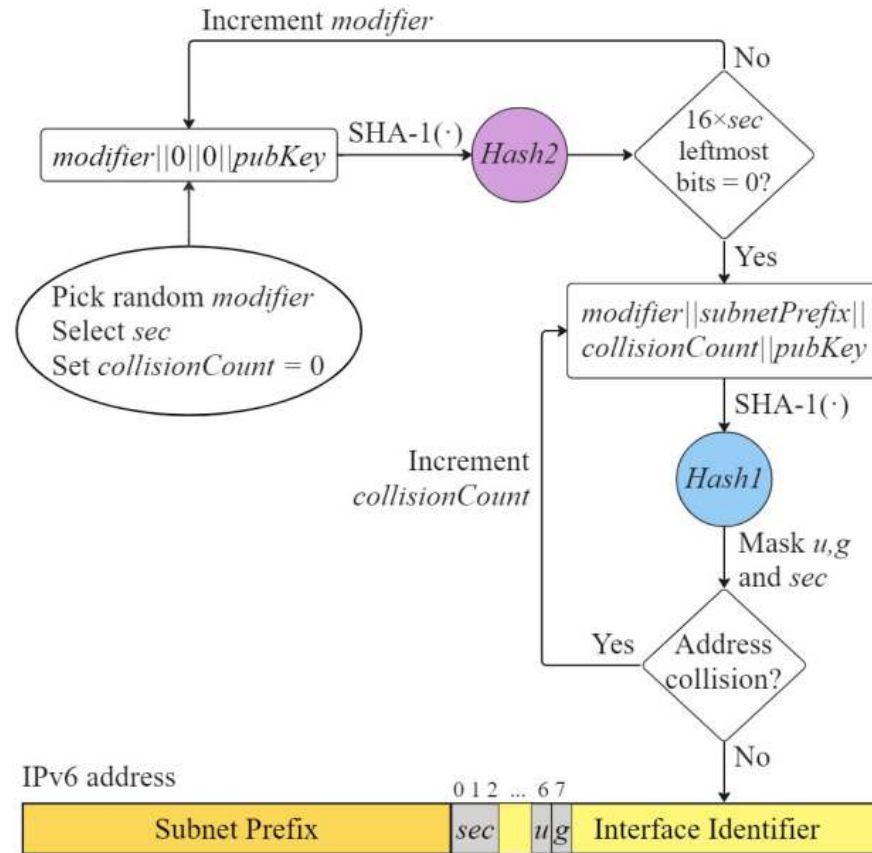 Increment modifier
No
modifier||0||0||pubKey
SHA-1(·)
Hash2
16×sec
leftmost
bits = 0?
Pick random modifier
Select sec
Set collisionCount = 0
Yes
modifier||subnetPrefix||
collisionCount||pubKey
SHA-1(·)
Increment
collisionCount
Hash1
Mask u,g
and sec
Yes
Address
collision?
No
IPv6 address
0 1 2 ... 6 7
Subnet Prefix sec u g Interface Identifier